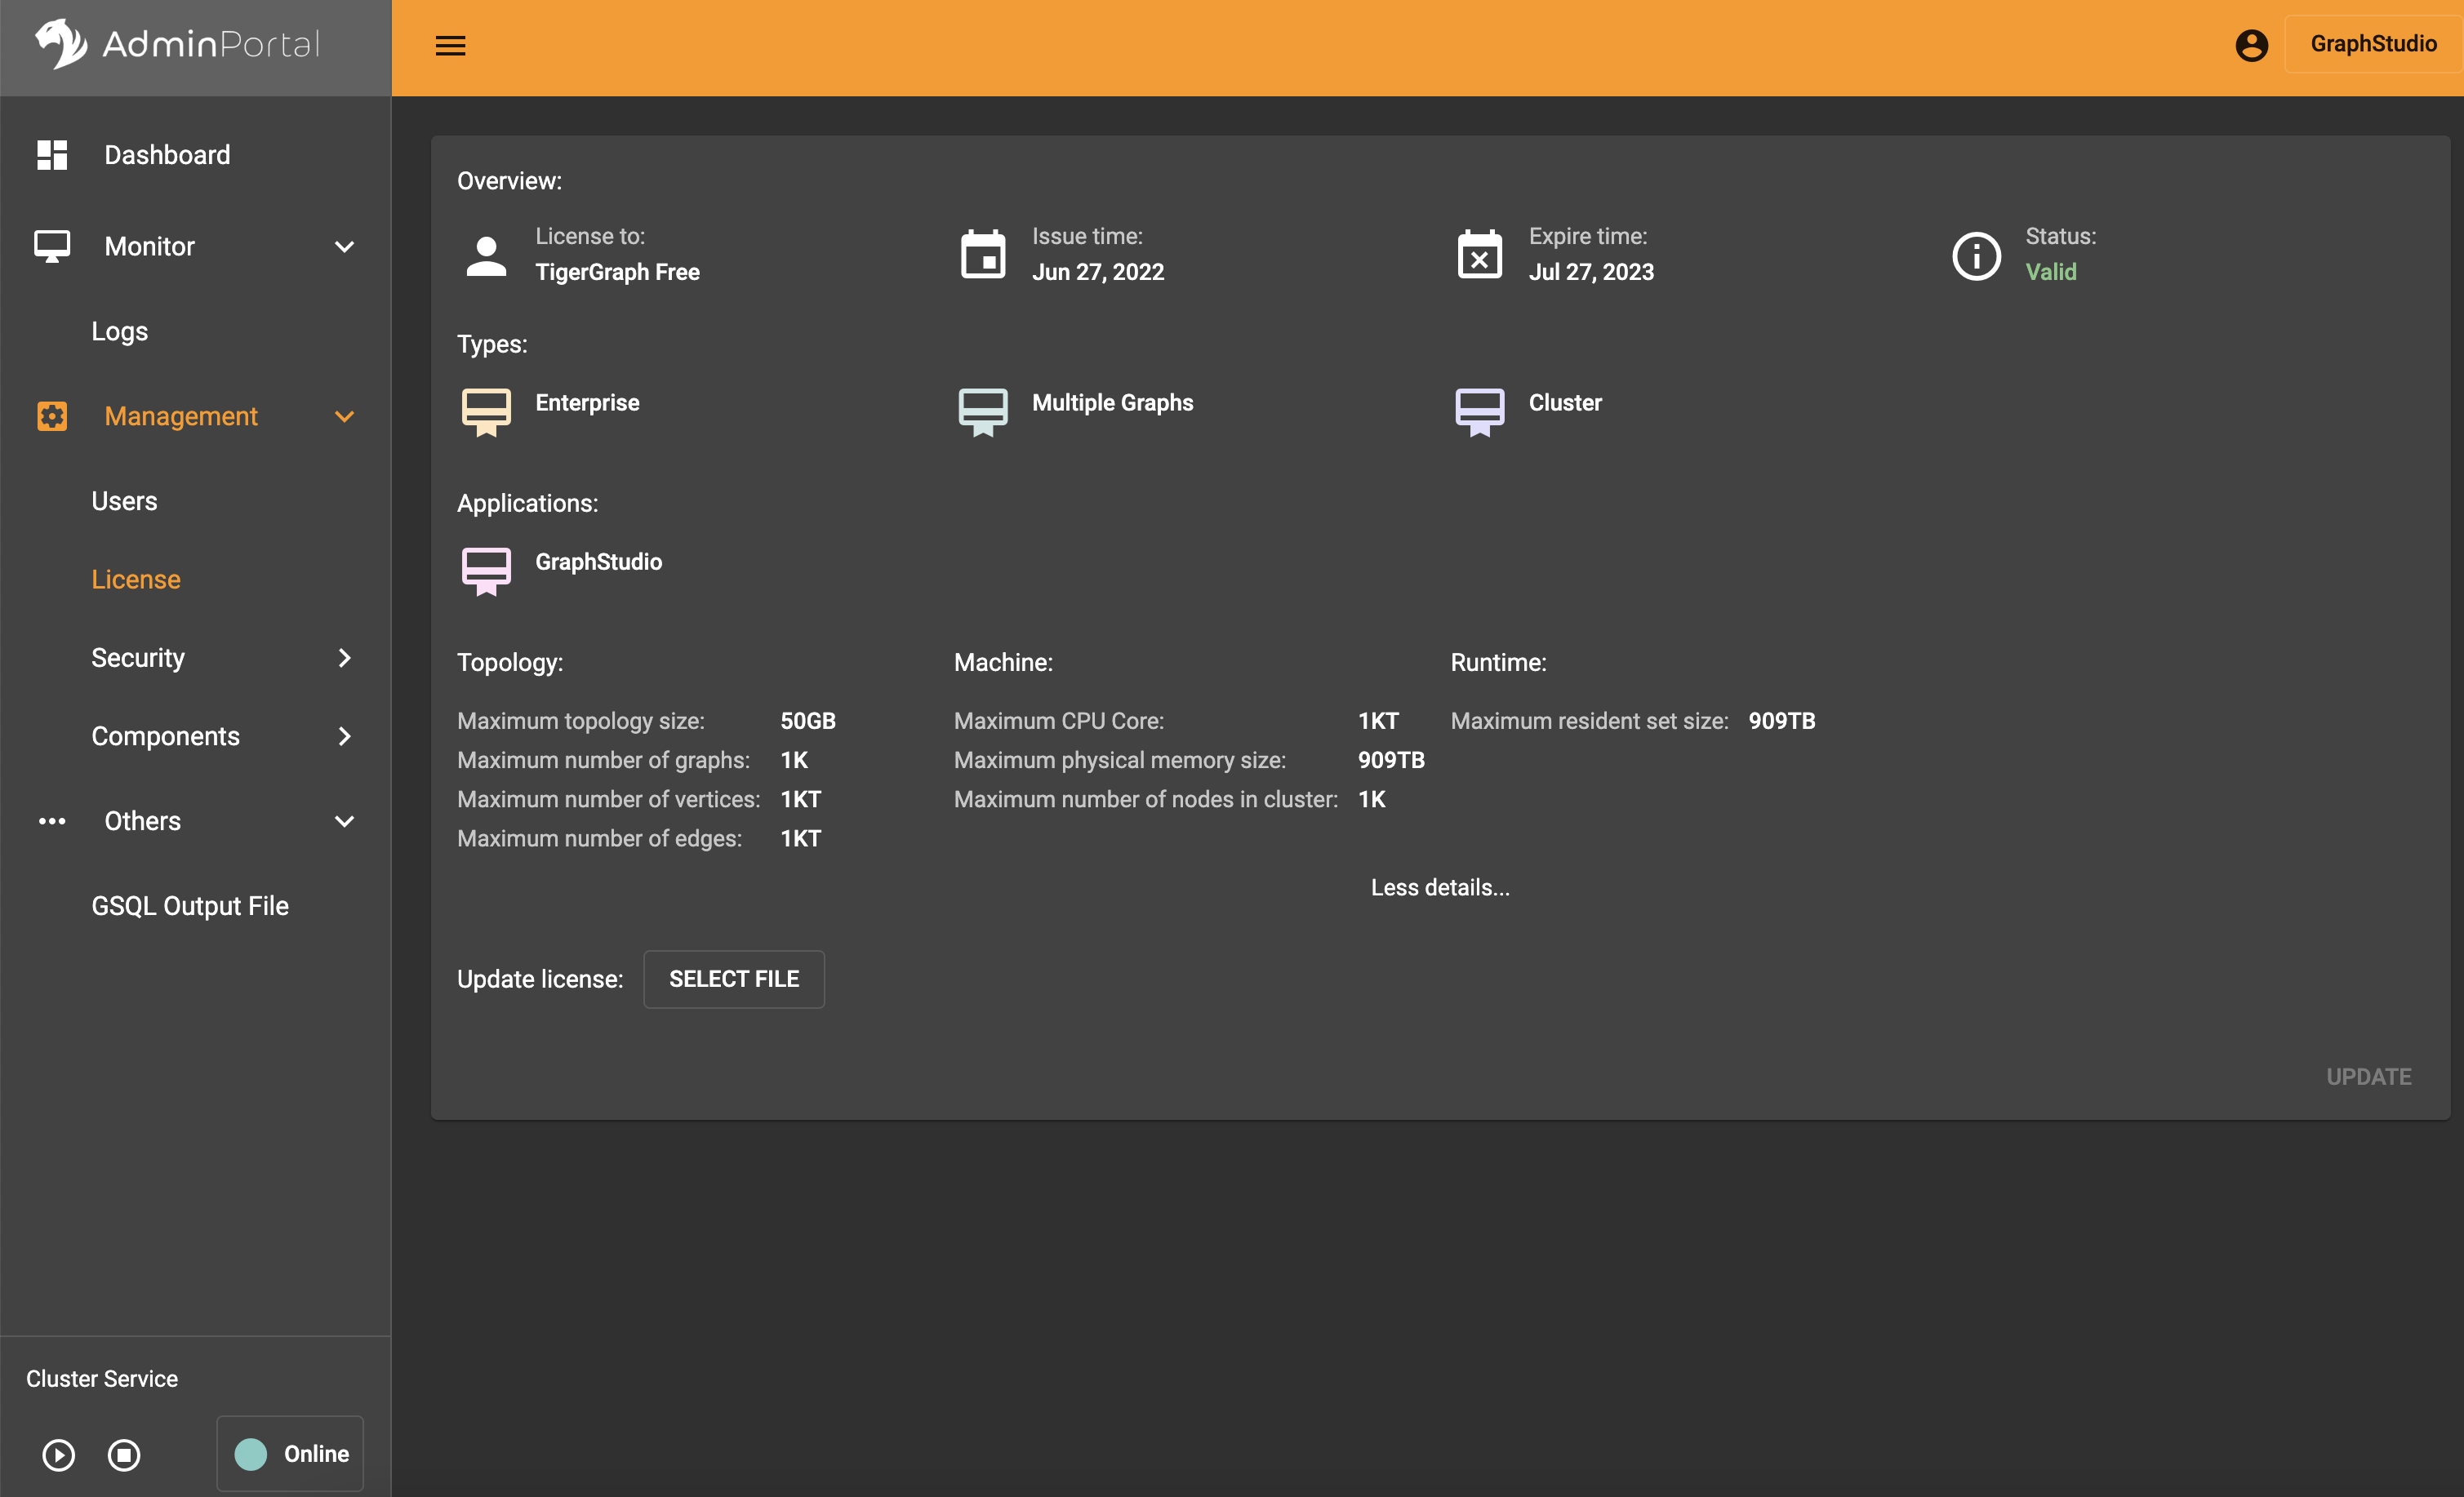 AdminPortal
GraphStudio
Dashboard
Monitor
Logs
Management
Users
License
Security
Components
Others
GSQL Output File
Cluster Service
Online
Overview:
License to:
TigerGraph Free
Issue time:
Jun 27, 2022
Expire time:
Jul 27, 2023
Status:
Valid
Types:
Enterprise
Multiple Graphs
Cluster
Applications:
GraphStudio
Topology:
Maximum topology size: 50GB
Maximum number of graphs: 1K
Maximum number of vertices: 1KT
Maximum number of edges: 1KT
Machine:
Maximum CPU Core: 1KT
Maximum physical memory size: 909TB
Maximum number of nodes in cluster: 1K
Runtime:
Maximum resident set size: 909TB
Less details...
Update license: SELECT FILE
UPDATE